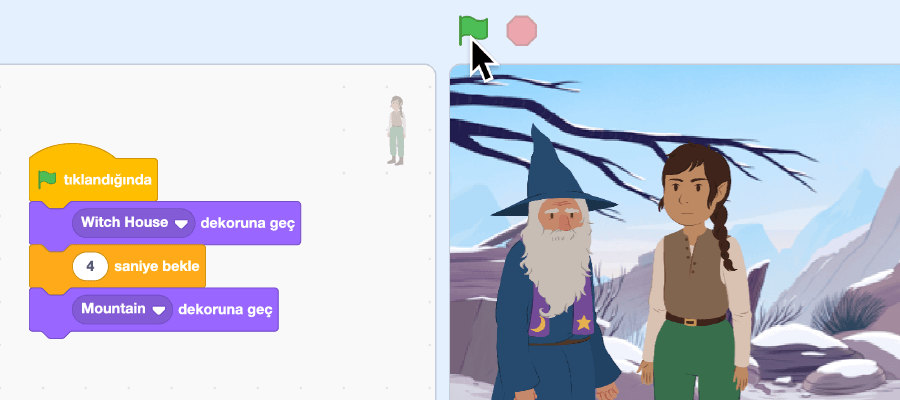 tıklandığında
Witch House dekoruna geç
4 saniye bekle
Mountain dekoruna geç